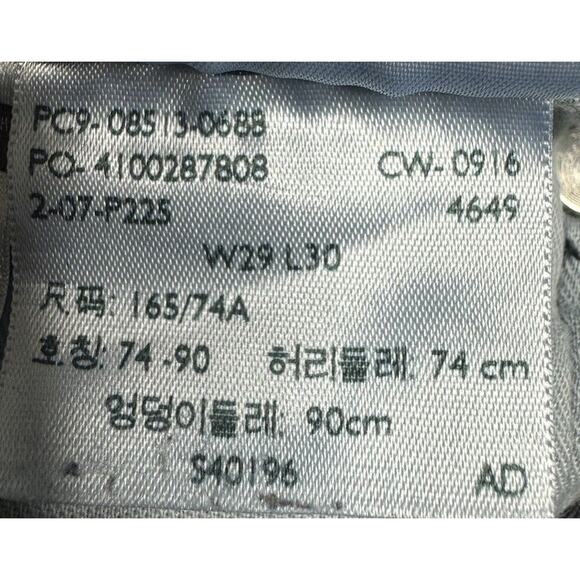 PC9-08513-0688
PO-4100287808 CW-0916
2-07-P225 4649
W29 L30
尺码: 165/74A
호칭: 74-90 허리둘레: 74 cm
엉덩이둘레: 90cm
S40196 AD